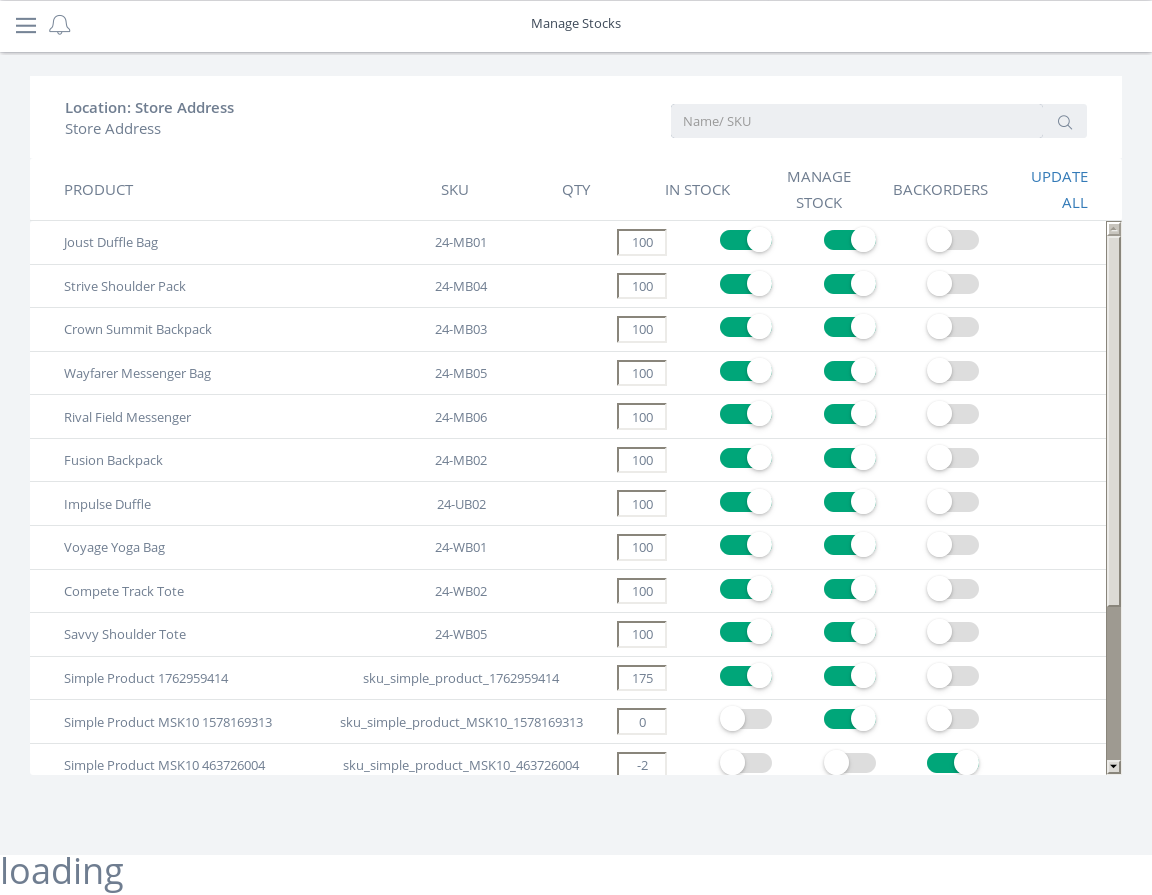 Manage Stocks
Location: Store Address
Store Address
Name/ SKU
PRODUCT SKU QTY IN STOCK MANAGE STOCK BACKORDERS UPDATE ALL
Joust Duffle Bag 24-MB01 100
Strive Shoulder Pack 24-MB04 100
Crown Summit Backpack 24-MB03 100
Wayfarer Messenger Bag 24-MB05 100
Rival Field Messenger 24-MB06 100
Fusion Backpack 24-MB02 100
Impulse Duffle 24-UB02 100
Voyage Yoga Bag 24-WB01 100
Compete Track Tote 24-WB02 100
Savvy Shoulder Tote 24-WB05 100
Simple Product 1762959414 sku_simple_product_1762959414 175
Simple Product MSK10 1578169313 sku_simple_product_MSK10_1578169313 0
Simple Product MSK10 463726004 sku_simple_product_MSK10_463726004 -2
loading